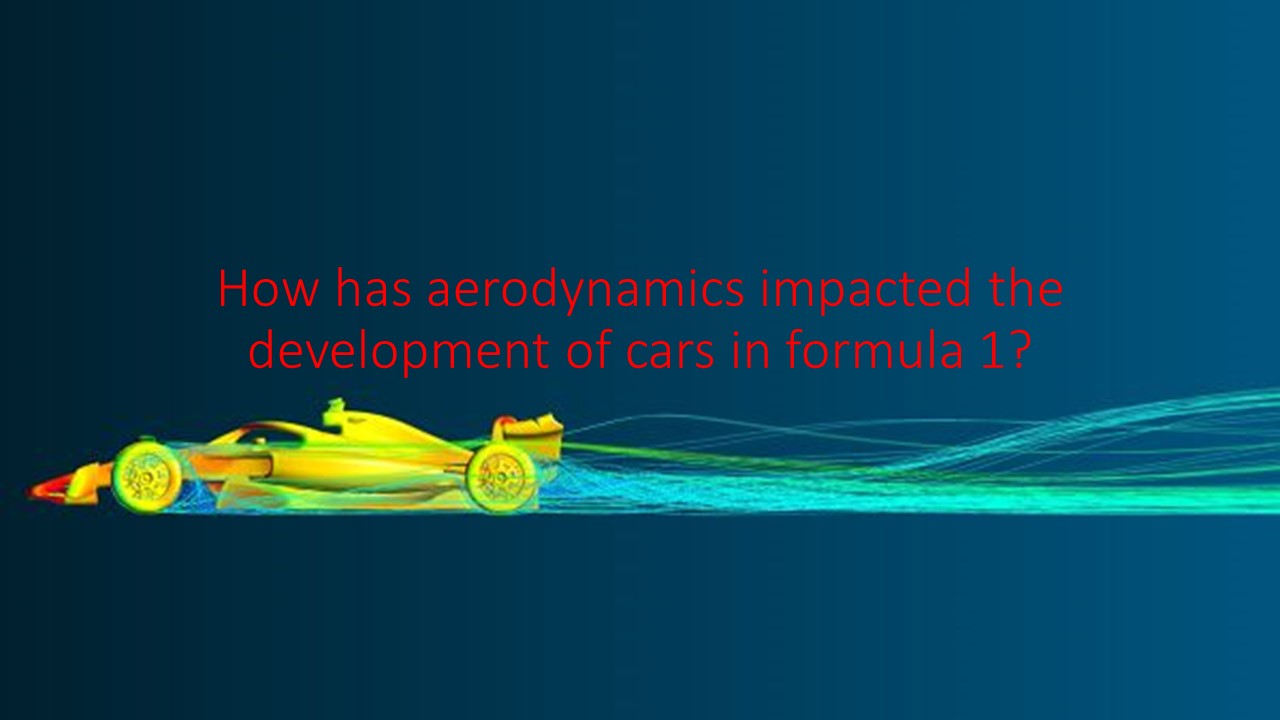 How has aerodynamics impacted the
development of cars in formula 1?